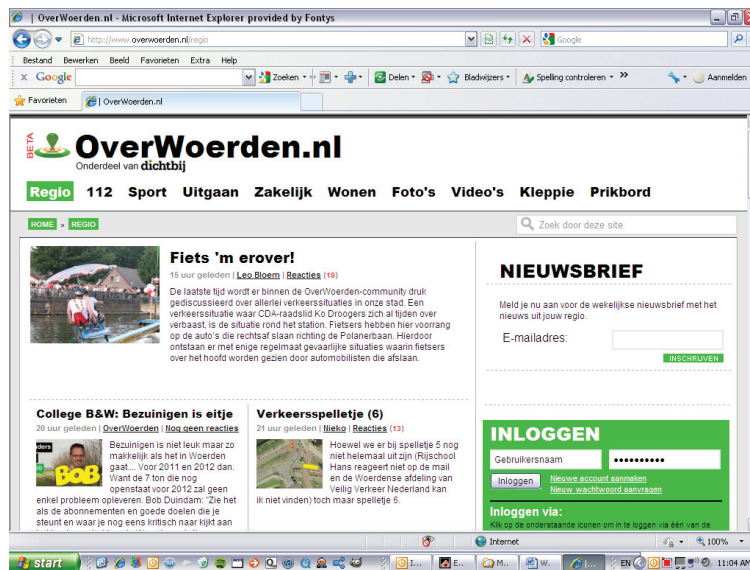 | OverWoerden.nl - Microsoft Internet Explorer provided by Fontys
http://www.overwoerden.nl/regio
Google
Bestand Bewerken Beeld Favorieten Extra Help
x Google Zoeken Delen Bladwijzers Spelling controleren » Aanmelden
Favorieten | OverWoerden.nl
BETA
OverWoerden.nl
Onderdeel van dichtbij
Regio 112 Sport Uitgaan Zakelijk Wonen Foto's Video's Kleppie Prikbord
HOME » REGIO
Zoek door deze site
Fiets 'm erover!
15 uur geleden | Leo Bloem | Reacties (18)
De laatste tijd wordt er binnen de OverWoerden-community druk
gediscussieerd over allerlei verkeerssituaties in onze stad. Een
verkeerssituatie waar CDA-raadslid Ko Droogers zich al tijden over
verbaast, is de situatie rond het station. Fietsers hebben hier voorrang
op de auto's die rechtsaf slaan richting de Polanerbaan. Hierdoor
ontstaan er met enige regelmaat gevaarlijke situaties waarin fietsers
over het hoofd worden gezien door automobilisten die afslaan.
NIEUWSBRIEF
Meld je nu aan voor de wekelijkse nieuwsbrief met het
nieuws uit jouw regio.
E-mailadres:
INSCHRIJVEN
College B&W: Bezuinigen is eitje
20 uur geleden | OverWoerden | Nog geen reacties
BOB
Bezuinigen is niet leuk maar zo
makkelijk als het in Woerden
gaat.... Voor 2011 en 2012 dan.
Want de 7 ton die nog
openstaat voor 2012 zal geen
enkel probleem opleveren. Bob Duindam: "Zie het
als de abonnementen en goede doelen die je
steunt en waar je nog eens kritisch naar kijkt aan
Verkeersspelletje (6)
21 uur geleden | Nieko | Reacties (13)
Hoewel we er bij spelletje 5 nog
niet helemaal uit zijn (Rijschool
Hans reageert niet op de mail
en de Woerdense afdeling van
Veilig Verkeer Nederland kan
ik niet vinden) toch maar spelletje 6.
INLOGGEN
Gebruikersnaam ••••••••••
Inloggen
Nieuwe account aanmaken
Nieuw wachtwoord aanvragen
Inloggen via:
Klik op de onderstaande iconen om in te loggen via één van de
Internet 100%
start I... E... M... W. I... EN 11:04 AM